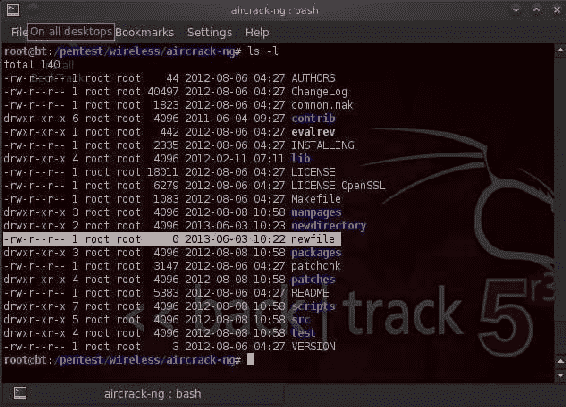 aircrack-ng : bash
File On all desktops Bookmarks Settings Help
root@bt:/pentest/wireless/aircrack-ng# ls -l
total 140
-rw-r--r-- 1 root root 44 2012-08-06 04:27 AUTHORS
-rw-r--r-- 1 root root 40497 2012-08-06 04:27 ChangeLog
-rw-r--r-- 1 root root 1823 2012-08-06 04:27 common.mak
drwxr-xr-x 6 root root 4096 2011-06-04 09:27 contrib
-rwxr-xr-x 1 root root 442 2012-08-06 04:27 evalrev
-rw-r--r-- 1 root root 2335 2012-08-06 04:27 INSTALLING
drwxr-xr-x 4 root root 4096 2012-02-11 07:11 lib
-rw-r--r-- 1 root root 18011 2012-08-06 04:27 LICENSE
-rw-r--r-- 1 root root 6279 2012-08-06 04:27 LICENSE OpenSSL
-rw-r--r-- 1 root root 1083 2012-08-06 04:27 Makefile
drwxr-xr-x 3 root root 4096 2012-08-08 10:58 manpages
drwxr-xr-x 2 root root 4096 2013-06-03 10:23 newdirectory
-rw-r--r-- 1 root root 0 2013-06-03 10:22 newfile
drwxr-xr-x 3 root root 4096 2012-08-08 10:58 packages
-rw-r--r-- 1 root root 3147 2012-08-06 04:27 patchchk
drwxr-xr-x 4 root root 4096 2012-08-06 04:27 patches
-rw-r--r-- 1 root root 5383 2012-08-06 04:27 README
drwxr-xr-x 7 root root 4096 2012-08-08 10:58 scripts
drwxr-xr-x 5 root root 4096 2012-08-08 10:58 src
drwxr-xr-x 4 root root 4096 2012-08-08 10:58 test
-rw-r--r-- 1 root root 3 2012-08-06 04:27 VERSION
root@bt:/pentest/wireless/aircrack-ng#
<< back | track 5 r3
aircrack-ng : bash